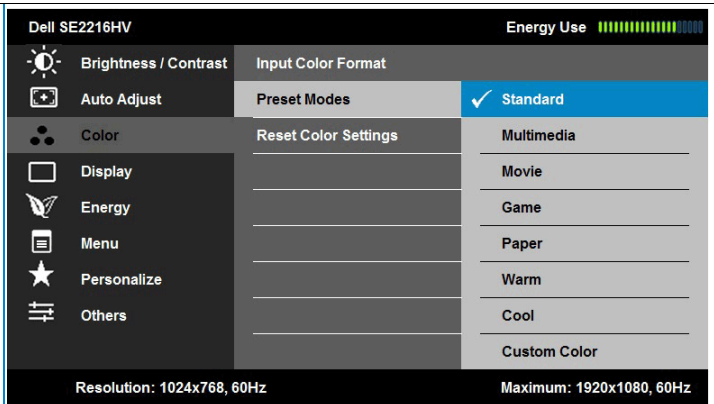 Dell SE2216HV Energy Use
Brightness / Contrast Input Color Format
Auto Adjust Preset Modes Standard
Color Reset Color Settings Multimedia
Display Movie
Energy Game
Menu Paper
Personalize Warm
Others Cool
Custom Color
Resolution: 1024x768, 60Hz Maximum: 1920x1080, 60Hz